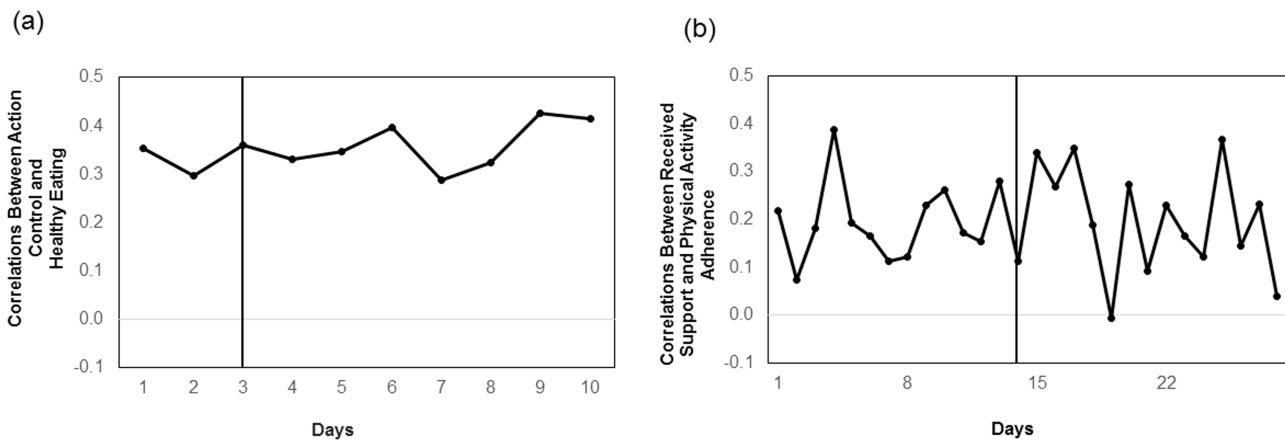 (a)
Correlations Between Action
Control and
Healthy Eating
0.5
0.4
0.3
0.2
0.1
0.0
-0.1
1 2 3 4 5 6 7 8 9 10
Days
(b)
Correlations Between Received
Support and Physical Activity
Adherence
0.5
0.4
0.3
0.2
0.1
0.0
-0.1
1 8 15 22
Days